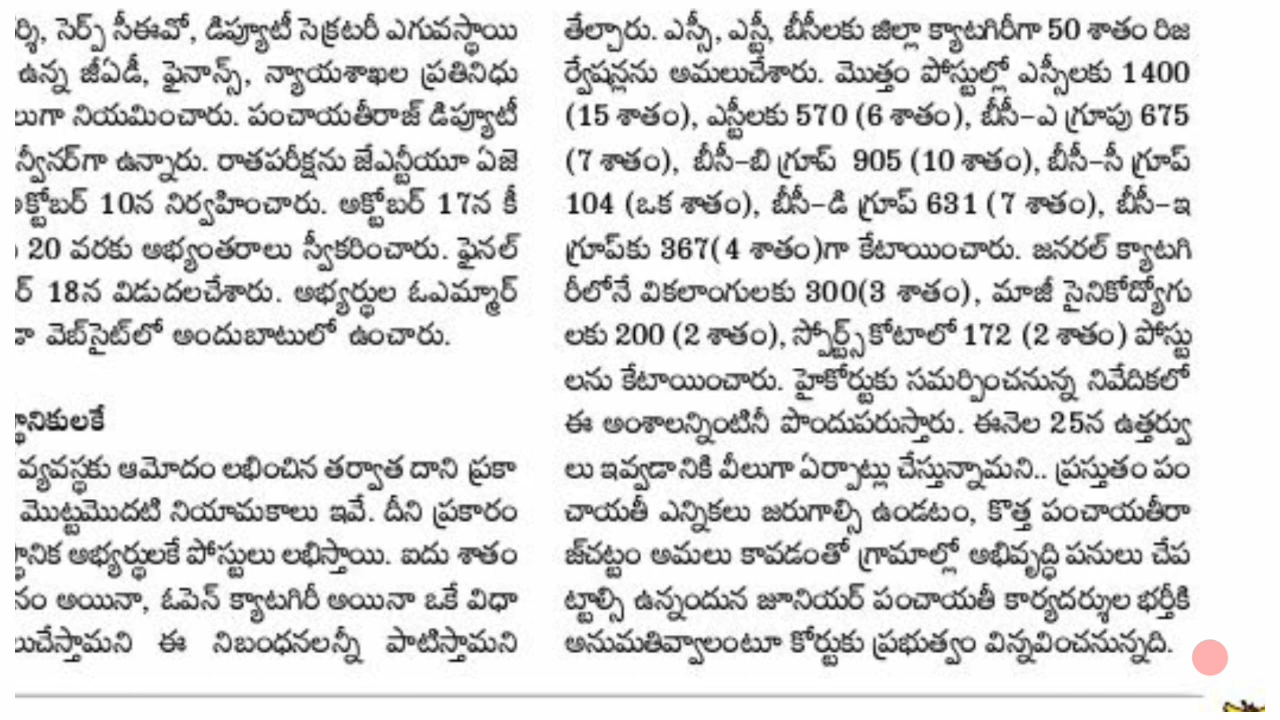 ర్శి, సెర్ప్ సీఈవో, డిప్యూటీ సెక్రటరీ ఎగువస్థాయి
ఉన్న జీఏడీ, ఫైనాన్స్, న్యాయశాఖల ప్రతినిధు
లుగా నియమించారు. పంచాయతీరాజ్ డిప్యూటీ
న్వీనర్‌గా ఉన్నారు. రాతపరీక్షను జేఎన్టీయూ ఏజె
అక్టోబర్ 10న నిర్వహించారు. అక్టోబర్ 17న కీ
20 వరకు అభ్యంతరాలు స్వీకరించారు. ఫైనల్
ర్ 18న విడుదలచేశారు. అభ్యర్థుల ఓఎమ్మార్
వెబ్‌సైట్‌లో అందుబాటులో ఉంచారు.
స్థానికులకే
వ్యవస్థకు ఆమోదం లభించిన తర్వాత దాని ప్రకా
మొట్టమొదటి నియామకాలు ఇవే. దీని ప్రకారం
స్థానిక అభ్యర్థులకే పోస్టులు లభిస్తాయి. ఐదు శాతం
నం అయినా, ఓపెన్ క్యాటగిరీ అయినా ఒకే విధా
లుచేస్తామని ఈ నిబంధనలన్నీ పాటిస్తామని
తేల్చారు. ఎస్సీ, ఎస్టీ, బీసీలకు జిల్లా క్యాటగిరీగా 50 శాతం రిజ
ర్వేషన్లను అమలుచేశారు. మొత్తం పోస్టుల్లో ఎస్సీలకు 1400
(15 శాతం), ఎస్టీలకు 570 (6 శాతం), బీసీ-ఎ గ్రూపు 675
(7 శాతం), బీసీ-బి గ్రూప్ 905 (10 శాతం), బీసీ-సీ గ్రూప్
104 (ఒక శాతం), బీసీ-డి గ్రూప్ 631 (7 శాతం), బీసీ-ఇ
గ్రూప్‌కు 367(4 శాతం)గా కేటాయించారు. జనరల్ క్యాటగి
రీలోనే వికలాంగులకు 300(3 శాతం), మాజీ సైనికోద్యోగు
లకు 200 (2 శాతం), స్పోర్ట్స్ కోటాలో 172 (2 శాతం) పోస్టు
లను కేటాయించారు. హైకోర్టుకు సమర్పించనున్న నివేదికలో
ఈ అంశాలన్నింటినీ పొందుపరుస్తారు. ఈనెల 25న ఉత్తర్వు
లు ఇవ్వడానికి వీలుగా ఏర్పాట్లు చేస్తున్నామని.. ప్రస్తుతం పం
చాయతీ ఎన్నికలు జరుగాల్సి ఉండటం, కొత్త పంచాయతీరా
జ్‌చట్టం అమలు కావడంతో గ్రామాల్లో అభివృద్ధి పనులు చేప
ట్టాల్సి ఉన్నందున జూనియర్ పంచాయతీ కార్యదర్శుల భర్తీకి
అనుమతివ్వాలంటూ కోర్టుకు ప్రభుత్వం విన్నవించనున్నది.